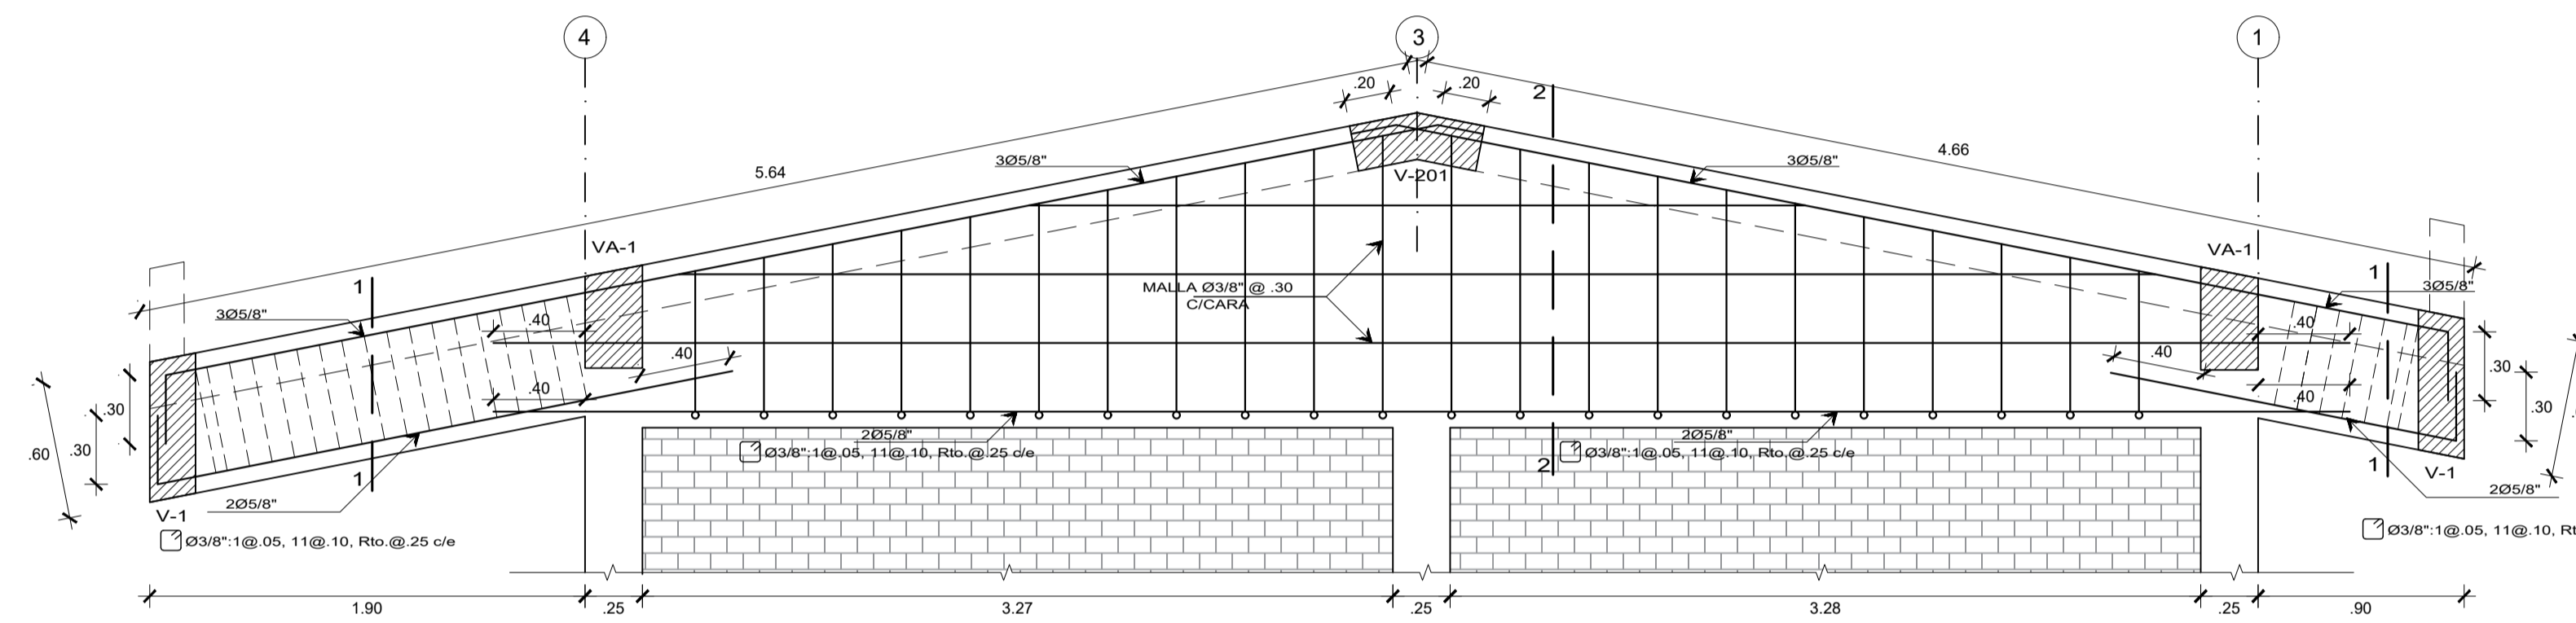 4
3
1
.20
.20
2
5.64
4.66
3Ø5/8"
3Ø5/8"
V-201
VA-1
VA-1
1
1
3Ø5/8"
3Ø5/8"
MALLA Ø3/8" @ .30
C/CARA
.40
.40
.40
.40
.40
.40
.30
.30
.60
.30
.30
2Ø5/8"
2Ø5/8"
Ø3/8":1@.05, 11@.10, Rto.@.25 c/e
Ø3/8":1@.05, 11@.10, Rto.@.25 c/e
2
1
1
V-1
V-1
2Ø5/8"
2Ø5/8"
Ø3/8":1@.05, 11@.10, Rto.@.25 c/e
Ø3/8":1@.05, 11@.10, Rt
1.90
.25
3.27
.25
3.28
.25
.90